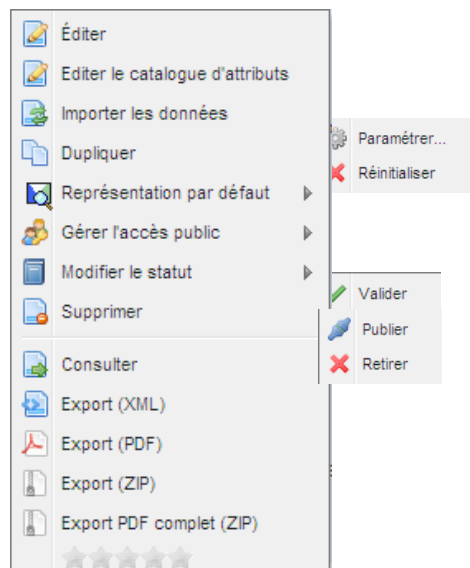 Éditer
Editer le catalogue d'attributs
Importer les données
Dupliquer
Représentation par défaut
Gérer l'accès public
Modifier le statut
Supprimer
Consulter
Export (XML)
Export (PDF)
Export (ZIP)
Export PDF complet (ZIP)
Paramétrer...
Réinitialiser
Valider
Publier
Retirer